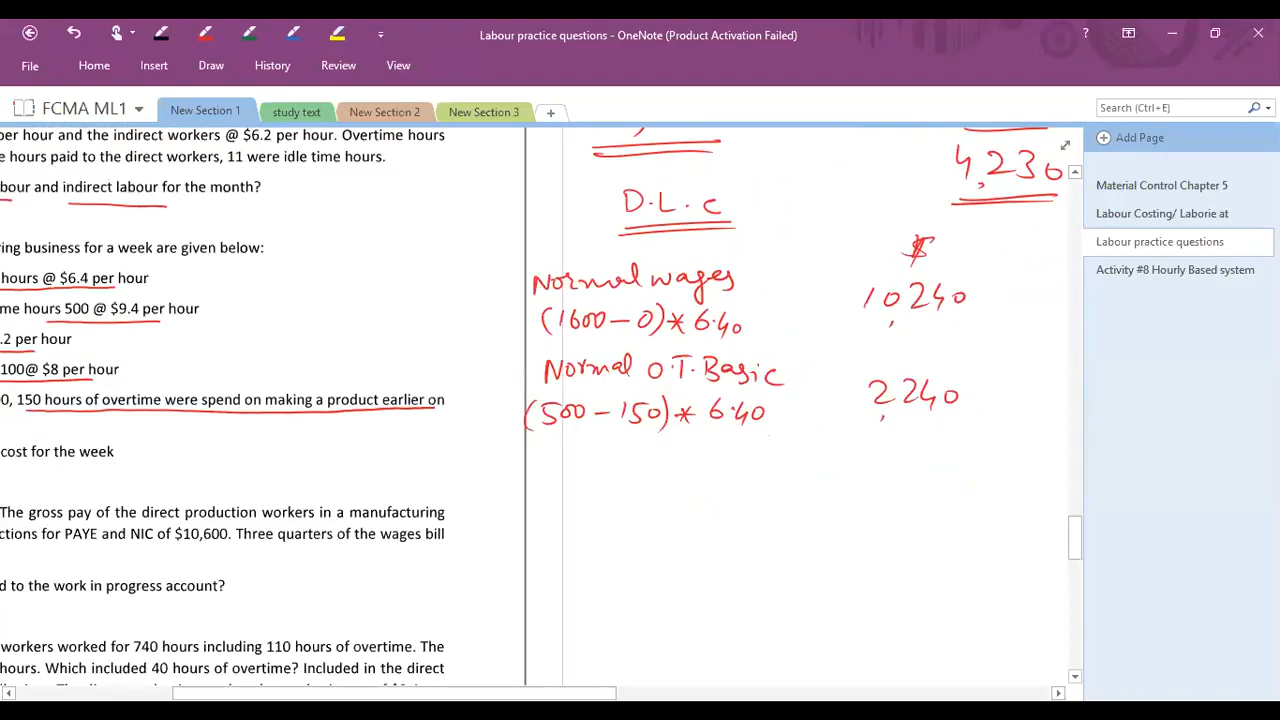 Labour practice questions - OneNote (Product Activation Failed)
File Home Insert Draw History Review View
FCMA ML1 New Section 1 study text New Section 2 New Section 3
Search (Ctrl+E)
per hour and the indirect workers @ $6.2 per hour. Overtime hours
e hours paid to the direct workers, 11 were idle time hours.
bour and indirect labour for the month?
ring business for a week are given below:
hours @ $6.4 per hour
me hours 500 @ $9.4 per hour
.2 per hour
100@ $8 per hour
00, 150 hours of overtime were spend on making a product earlier on
cost for the week
The gross pay of the direct production workers in a manufacturing
ctions for PAYE and NIC of $10,600. Three quarters of the wages bill
d to the work in progress account?
workers worked for 740 hours including 110 hours of overtime. The
hours. Which included 40 hours of overtime? Included in the direct
4,236
D.L.C
$
Normal wages
(1600-0)*6.40 10,240
Normal O.T.Basic
(500-150)*6.40 2,240
Add Page
Material Control Chapter 5
Labour Costing/ Laborie at
Labour practice questions
Activity #8 Hourly Based system